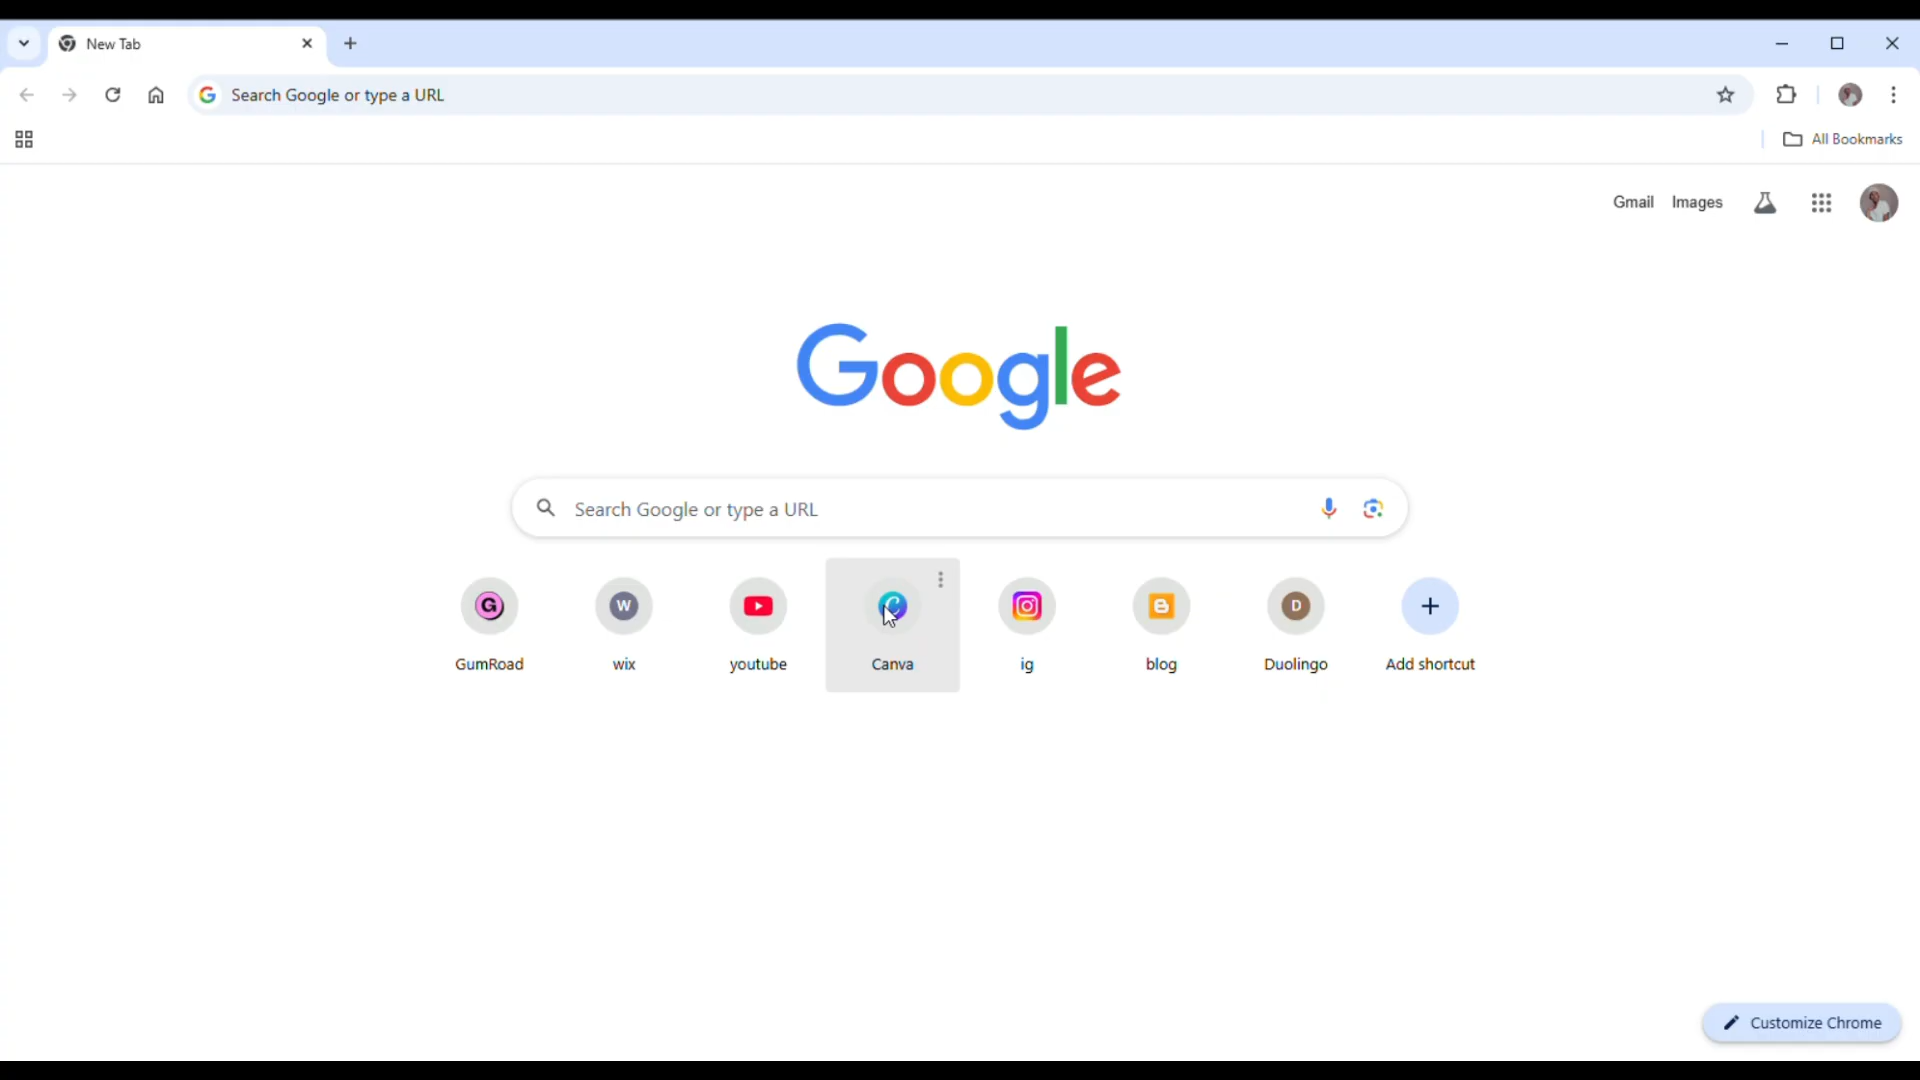 New Tab
Search Google or type a URL
All Bookmarks
Gmail Images
Google
Search Google or type a URL
G W D
GumRoad wix youtube Canva ig blog Duolingo Add shortcut
Customize Chrome